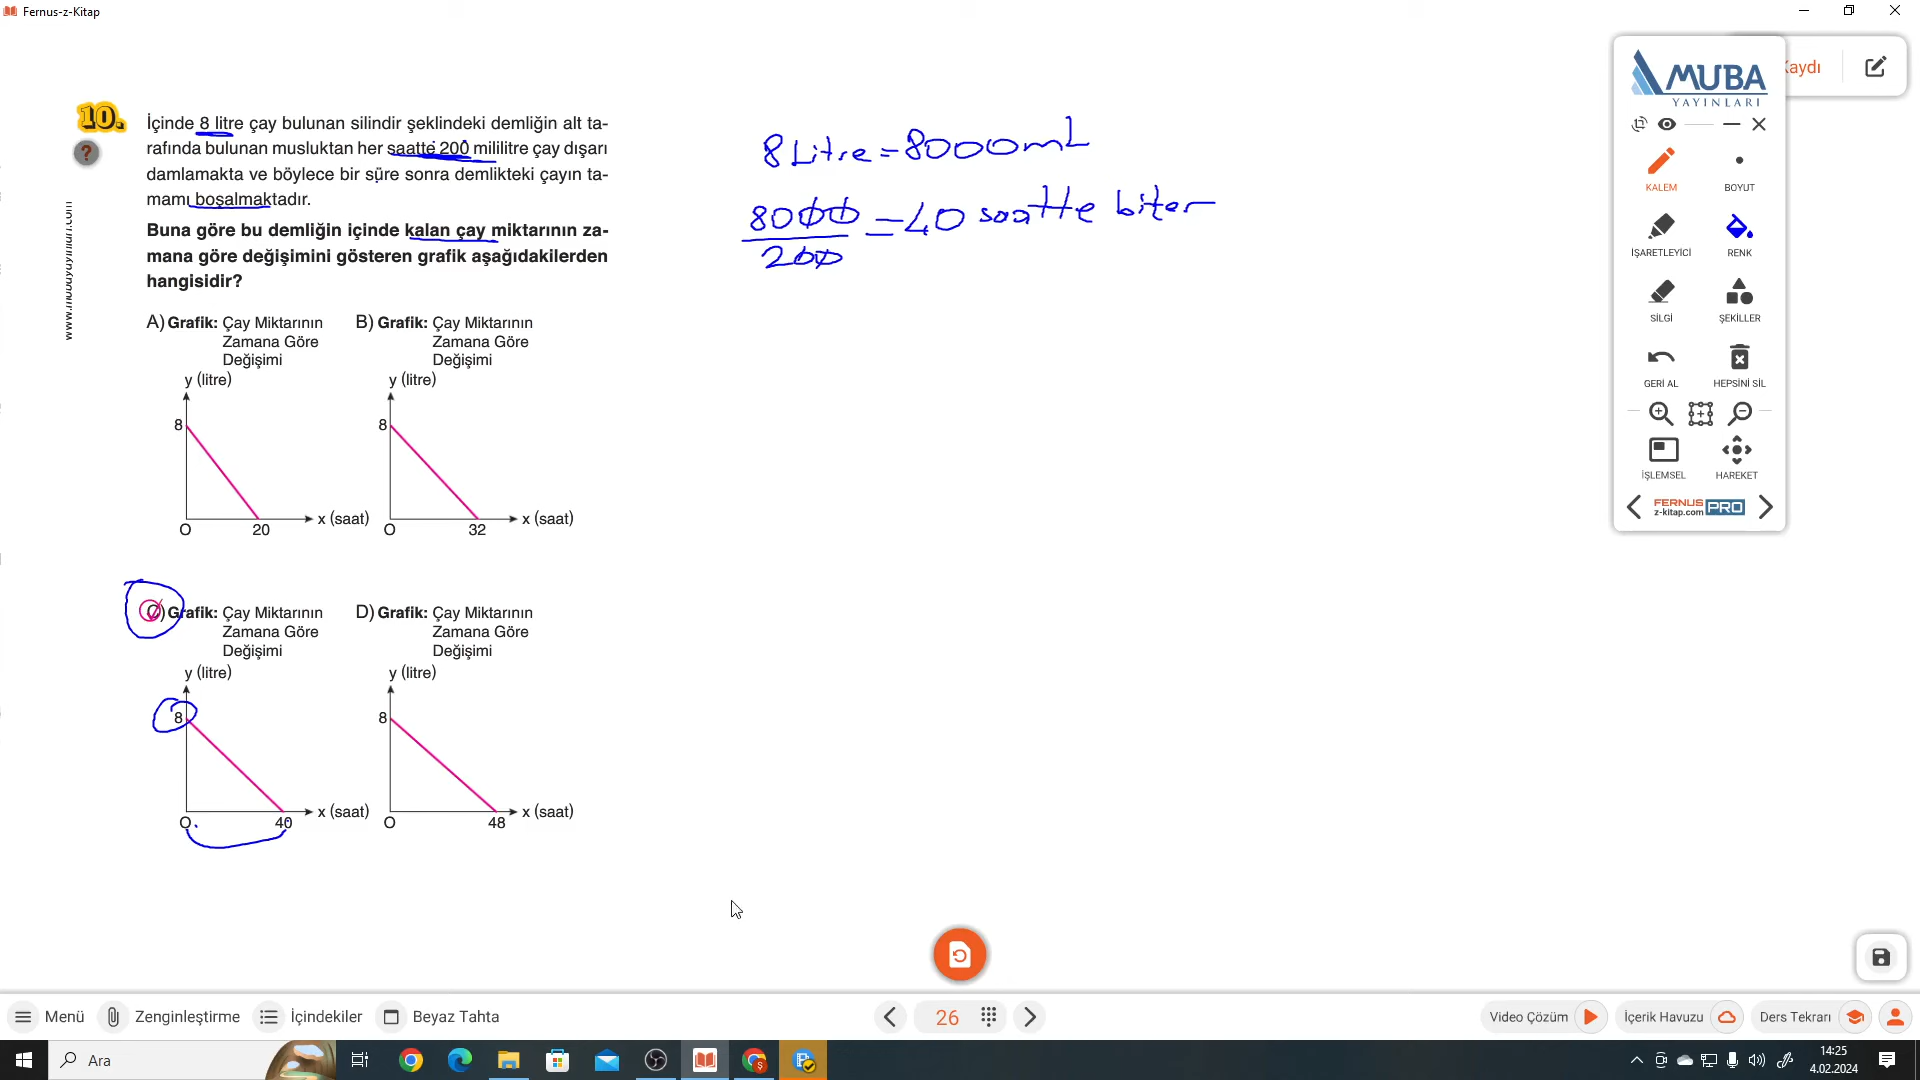 Fernus-z-Kitap
10.
İçinde 8 litre çay bulunan silindir şeklindeki demliğin alt ta-
rafında bulunan musluktan her saatte 200 mililitre çay dışarı
damlamakta ve böylece bir süre sonra demlikteki çayın ta-
mamı boşalmaktadır.
Buna göre bu demliğin içinde kalan çay miktarının za-
mana göre değişimini gösteren grafik aşağıdakilerden
hangisidir?
A) Grafik: Çay Miktarının
Zamana Göre
Değişimi
y (litre)
8
O 20 x (saat)
B) Grafik: Çay Miktarının
Zamana Göre
Değişimi
y (litre)
8
O 32 x (saat)
C) Grafik: Çay Miktarının
Zamana Göre
Değişimi
y (litre)
8
O 40 x (saat)
D) Grafik: Çay Miktarının
Zamana Göre
Değişimi
y (litre)
8
O 48 x (saat)
8 Litre = 8000 mL
8000
200
= 40 saatte biter
Kaydı
MUBA
YAYINLARI
KALEM
BOYUT
İŞARETLEYİCİ
RENK
SİLGİ
ŞEKİLLER
GERİ AL
HEPSİNİ SİL
İŞLEMSEL
HAREKET
FERNUS
z-kitap.com
PRO
Menü
Zenginleştirme
İçindekiler
Beyaz Tahta
26
Video Çözüm
İçerik Havuzu
Ders Tekrarı
Ara
14:25
4.02.2024